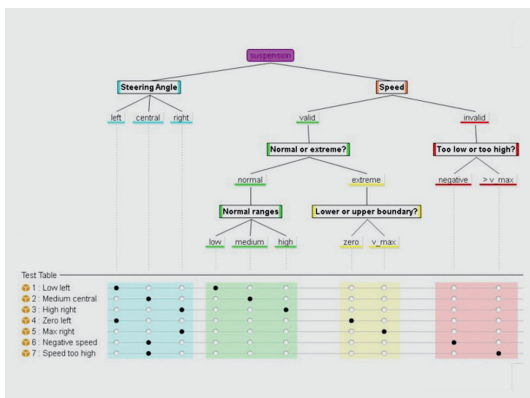 suspension
Steering Angle Speed
left central right valid invalid
Normal or extreme? Too low or too high?
normal extreme negative > v_max
Normal ranges Lower or upper boundary?
low medium high zero v_max
Test Table
1 : Low left
2 : Medium central
3 : High right
4 : Zero left
5 : Max right
6 : Negative speed
7 : Speed too high